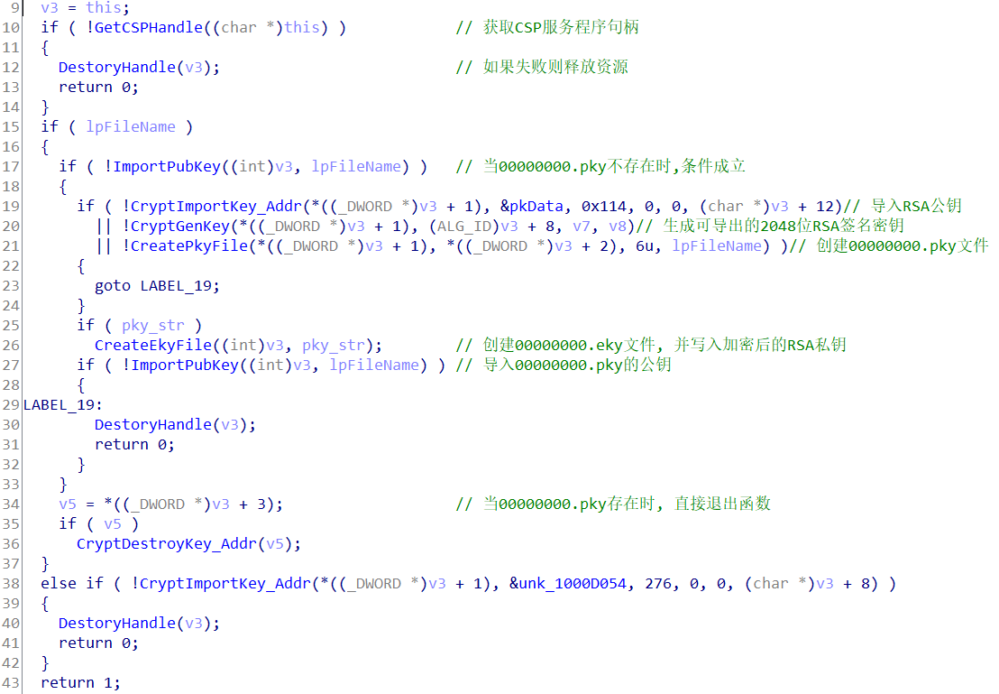 9 v3 = this;
10 if ( !GetCSPHandle((char *)this) ) // 获取CSP服务程序句柄
11 {
12 DestoryHandle(v3); // 如果失败则释放资源
13 return 0;
14 }
15 if ( lpFileName )
16 {
17 if ( !ImportPubKey((int)v3, lpFileName) ) // 当00000000.pky不存在时,条件成立
18 {
19 if ( !CryptImportKey_Addr(*((_DWORD *)v3 + 1), &pkData, 0x114, 0, 0, (char *)v3 + 12)// 导入RSA公钥
20 || !CryptGenKey(*((_DWORD *)v3 + 1), (ALG_ID)v3 + 8, v7, v8)// 生成可导出的2048位RSA签名密钥
21 || !CreatePkyFile(*((_DWORD *)v3 + 1), *((_DWORD *)v3 + 2), 6u, lpFileName) )// 创建00000000.pky文件
22 {
23 goto LABEL_19;
24 }
25 if ( pky_str )
26 CreateEkyFile((int)v3, pky_str); // 创建00000000.eky文件, 并写入加密后的RSA私钥
27 if ( !ImportPubKey((int)v3, lpFileName) ) // 导入00000000.pky的公钥
28 {
29 LABEL_19:
30 DestoryHandle(v3);
31 return 0;
32 }
33 }
34 v5 = *((_DWORD *)v3 + 3); // 当00000000.pky存在时, 直接退出函数
35 if ( v5 )
36 CryptDestroyKey_Addr(v5);
37 }
38 else if ( !CryptImportKey_Addr(*((_DWORD *)v3 + 1), &unk_1000D054, 276, 0, 0, (char *)v3 + 8) )
39 {
40 DestoryHandle(v3);
41 return 0;
42 }
43 return 1;